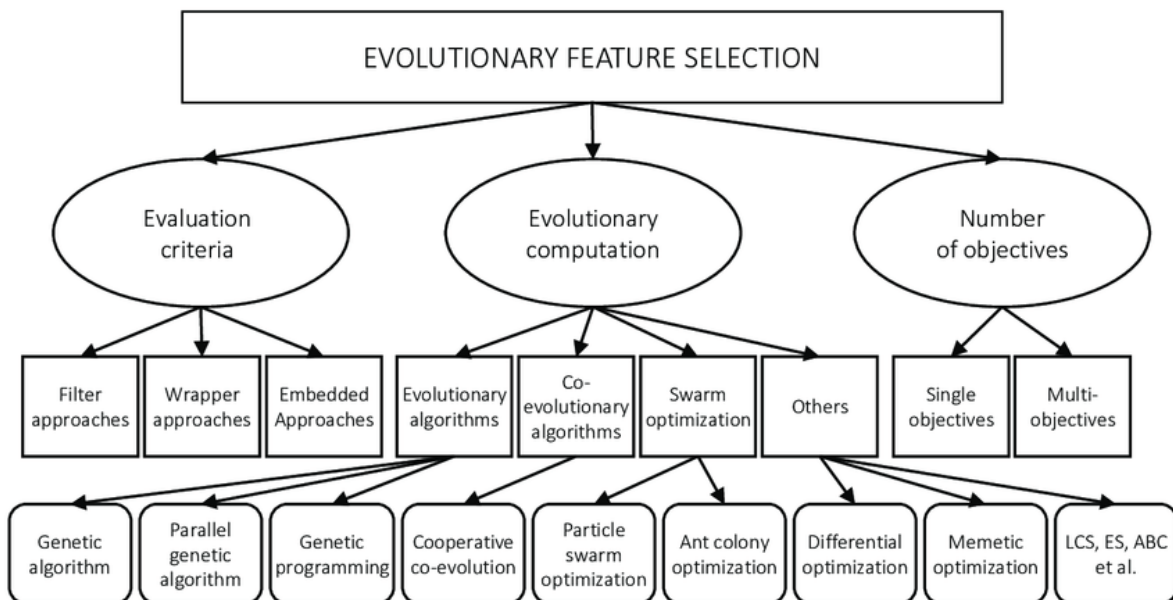 EVOLUTIONARY FEATURE SELECTION
Evaluation
criteria
Evolutionary
computation
Number
of objectives
Filter
approaches
Wrapper
approaches
Embedded
Approaches
Evolutionary
algorithms
Co-
evolutionary
algorithms
Swarm
optimization
Others
Single
objectives
Multi-
objectives
Genetic
algorithm
Parallel
genetic
algorithm
Genetic
programming
Cooperative
co-evolution
Particle
swarm
optimization
Ant colony
optimization
Differential
optimization
Memetic
optimization
LCS, ES, ABC
et al.